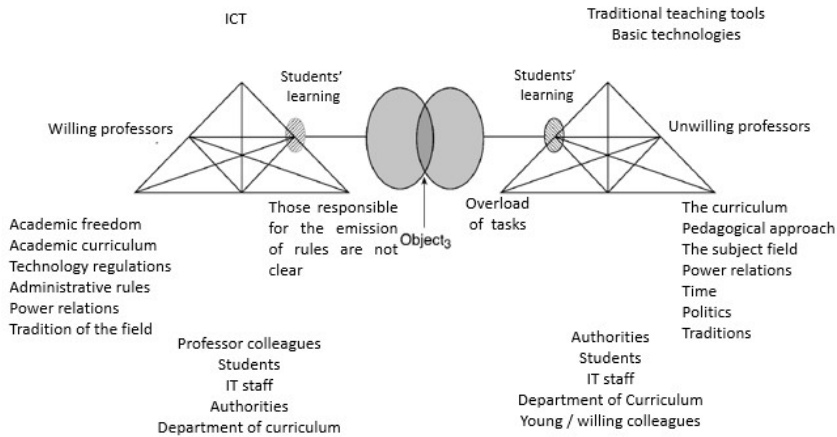 ICT
Traditional teaching tools
Basic technologies
Students’
learning
Students’
learning
Willing professors
Unwilling professors
Academic freedom
Academic curriculum
Technology regulations
Administrative rules
Power relations
Tradition of the field
Those responsible
for the emission
of rules are not
clear
Object3
Overload
of tasks
The curriculum
Pedagogical approach
The subject field
Power relations
Time
Politics
Traditions
Professor colleagues
Students
IT staff
Authorities
Department of curriculum
Authorities
Students
IT staff
Department of Curriculum
Young / willing colleagues